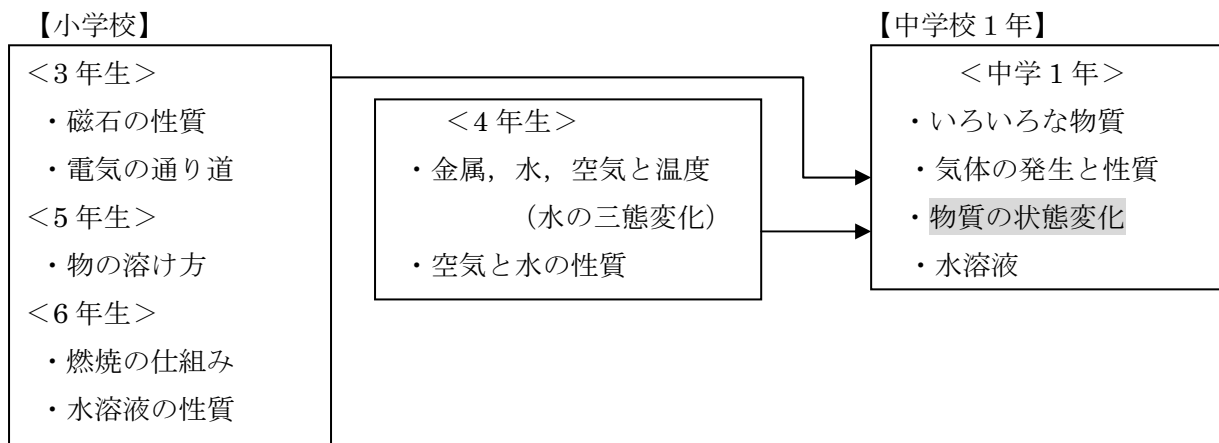 【小学校】
＜3 年生＞
・磁石の性質
・電気の通り道
＜5 年生＞
・物の溶け方
＜6 年生＞
・燃焼の仕組み
・水溶液の性質
＜4 年生＞
・金属，水，空気と温度
（水の三態変化）
・空気と水の性質
【中学校 1 年】
＜中学 1 年＞
・いろいろな物質
・気体の発生と性質
・物質の状態変化
・水溶液